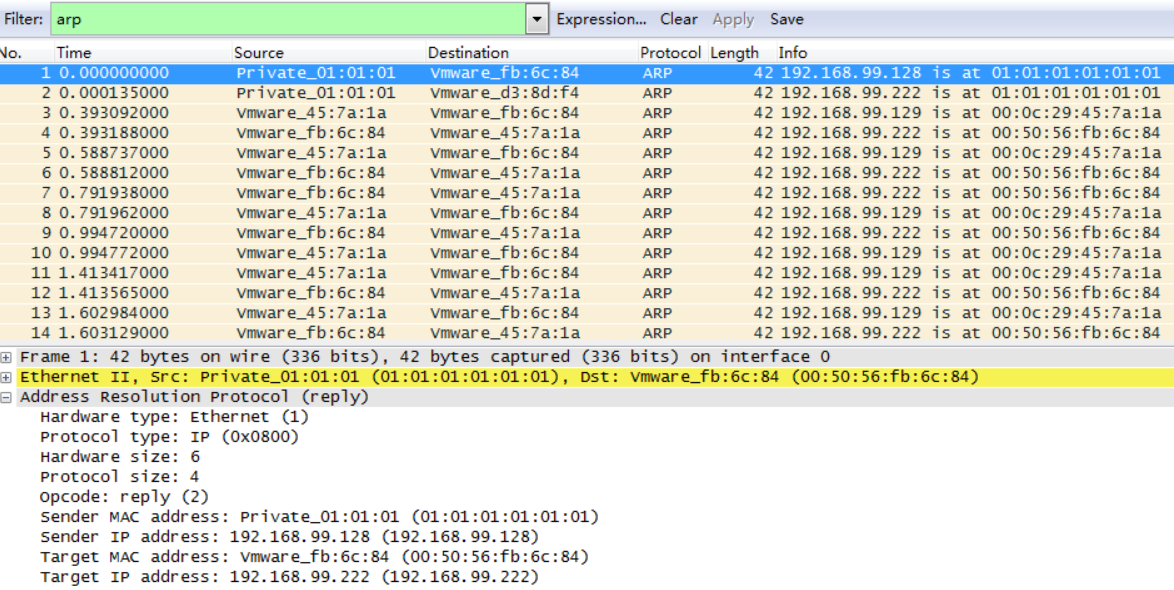 Filter: arp Expression... Clear Apply Save
No. Time Source Destination Protocol Length Info
1 0.000000000 Private_01:01:01 Vmware_fb:6c:84 ARP 42 192.168.99.128 is at 01:01:01:01:01:01
2 0.000135000 Private_01:01:01 Vmware_d3:8d:f4 ARP 42 192.168.99.222 is at 01:01:01:01:01:01
3 0.393092000 Vmware_45:7a:1a Vmware_fb:6c:84 ARP 42 192.168.99.129 is at 00:0c:29:45:7a:1a
4 0.393188000 Vmware_fb:6c:84 Vmware_45:7a:1a ARP 42 192.168.99.222 is at 00:50:56:fb:6c:84
5 0.588737000 Vmware_45:7a:1a Vmware_fb:6c:84 ARP 42 192.168.99.129 is at 00:0c:29:45:7a:1a
6 0.588812000 Vmware_fb:6c:84 Vmware_45:7a:1a ARP 42 192.168.99.222 is at 00:50:56:fb:6c:84
7 0.791938000 Vmware_fb:6c:84 Vmware_45:7a:1a ARP 42 192.168.99.222 is at 00:50:56:fb:6c:84
8 0.791962000 Vmware_45:7a:1a Vmware_fb:6c:84 ARP 42 192.168.99.129 is at 00:0c:29:45:7a:1a
9 0.994720000 Vmware_fb:6c:84 Vmware_45:7a:1a ARP 42 192.168.99.222 is at 00:50:56:fb:6c:84
10 0.994772000 Vmware_45:7a:1a Vmware_fb:6c:84 ARP 42 192.168.99.129 is at 00:0c:29:45:7a:1a
11 1.413417000 Vmware_45:7a:1a Vmware_fb:6c:84 ARP 42 192.168.99.129 is at 00:0c:29:45:7a:1a
12 1.413565000 Vmware_fb:6c:84 Vmware_45:7a:1a ARP 42 192.168.99.222 is at 00:50:56:fb:6c:84
13 1.602984000 Vmware_45:7a:1a Vmware_fb:6c:84 ARP 42 192.168.99.129 is at 00:0c:29:45:7a:1a
14 1.603129000 Vmware_fb:6c:84 Vmware_45:7a:1a ARP 42 192.168.99.222 is at 00:50:56:fb:6c:84
Frame 1: 42 bytes on wire (336 bits), 42 bytes captured (336 bits) on interface 0
Ethernet II, Src: Private_01:01:01 (01:01:01:01:01:01), Dst: Vmware_fb:6c:84 (00:50:56:fb:6c:84)
Address Resolution Protocol (reply)
Hardware type: Ethernet (1)
Protocol type: IP (0x0800)
Hardware size: 6
Protocol size: 4
Opcode: reply (2)
Sender MAC address: Private_01:01:01 (01:01:01:01:01:01)
Sender IP address: 192.168.99.128 (192.168.99.128)
Target MAC address: Vmware_fb:6c:84 (00:50:56:fb:6c:84)
Target IP address: 192.168.99.222 (192.168.99.222)